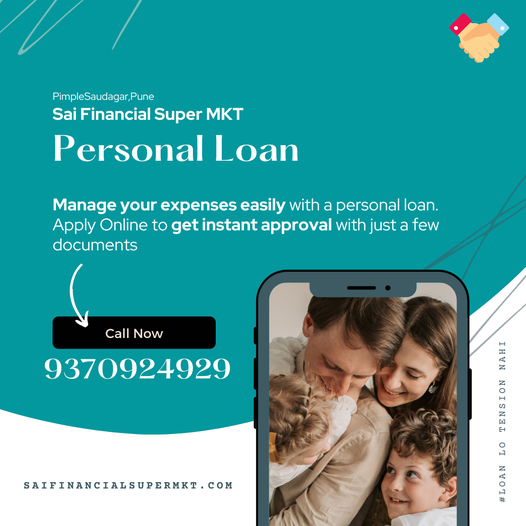 PimpleSaudagar,Pune
Sai Financial Super MKT
Personal Loan
Manage your expenses easily with a personal loan.
Apply Online to get instant approval with just a few
documents
Call Now
9370924929
#LOAN LO TENSION NAHI
SAIFINANCIALSUPERMKT.COM